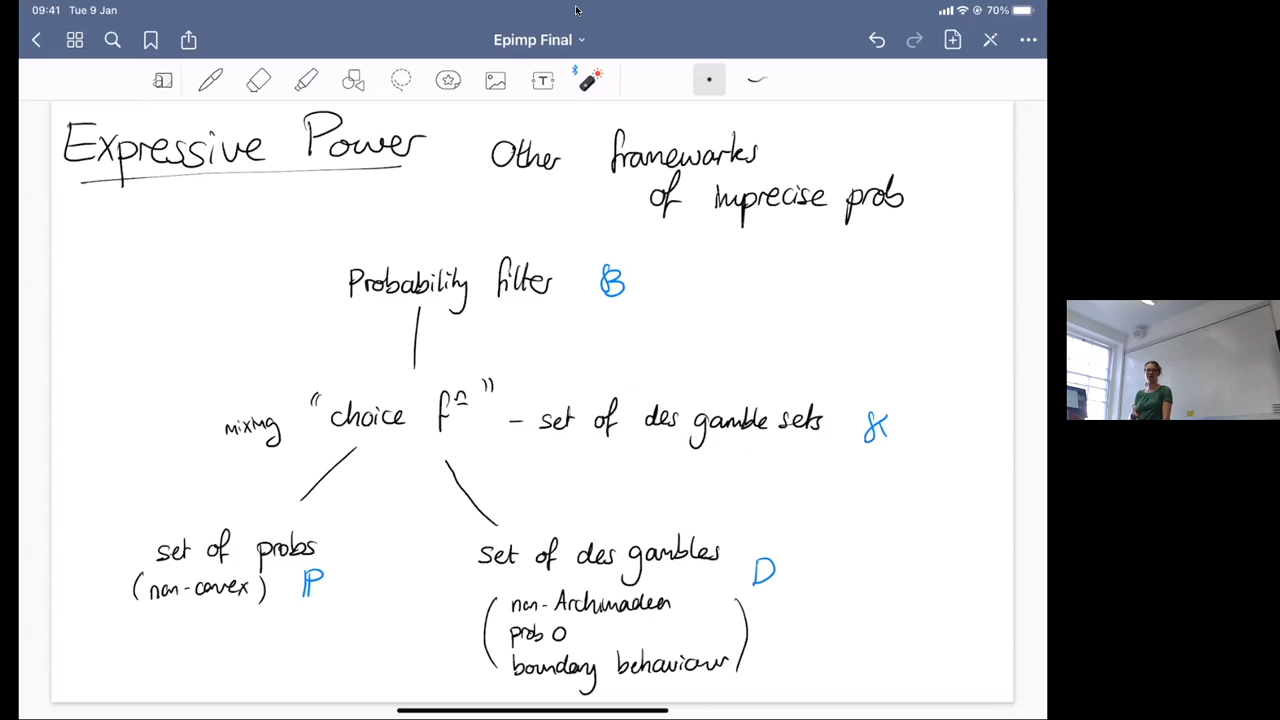 09:41 Tue 9 Jan
70%
Epimp Final
Expressive Power
Other frameworks
of imprecise prob
Probability filter B
mixing "choice fⁿ" - set of des gamble sets K
set of probs
(non-convex) ℙ
set of des gambles D
(non-Archimadean
prob 0
boundary behaviour)